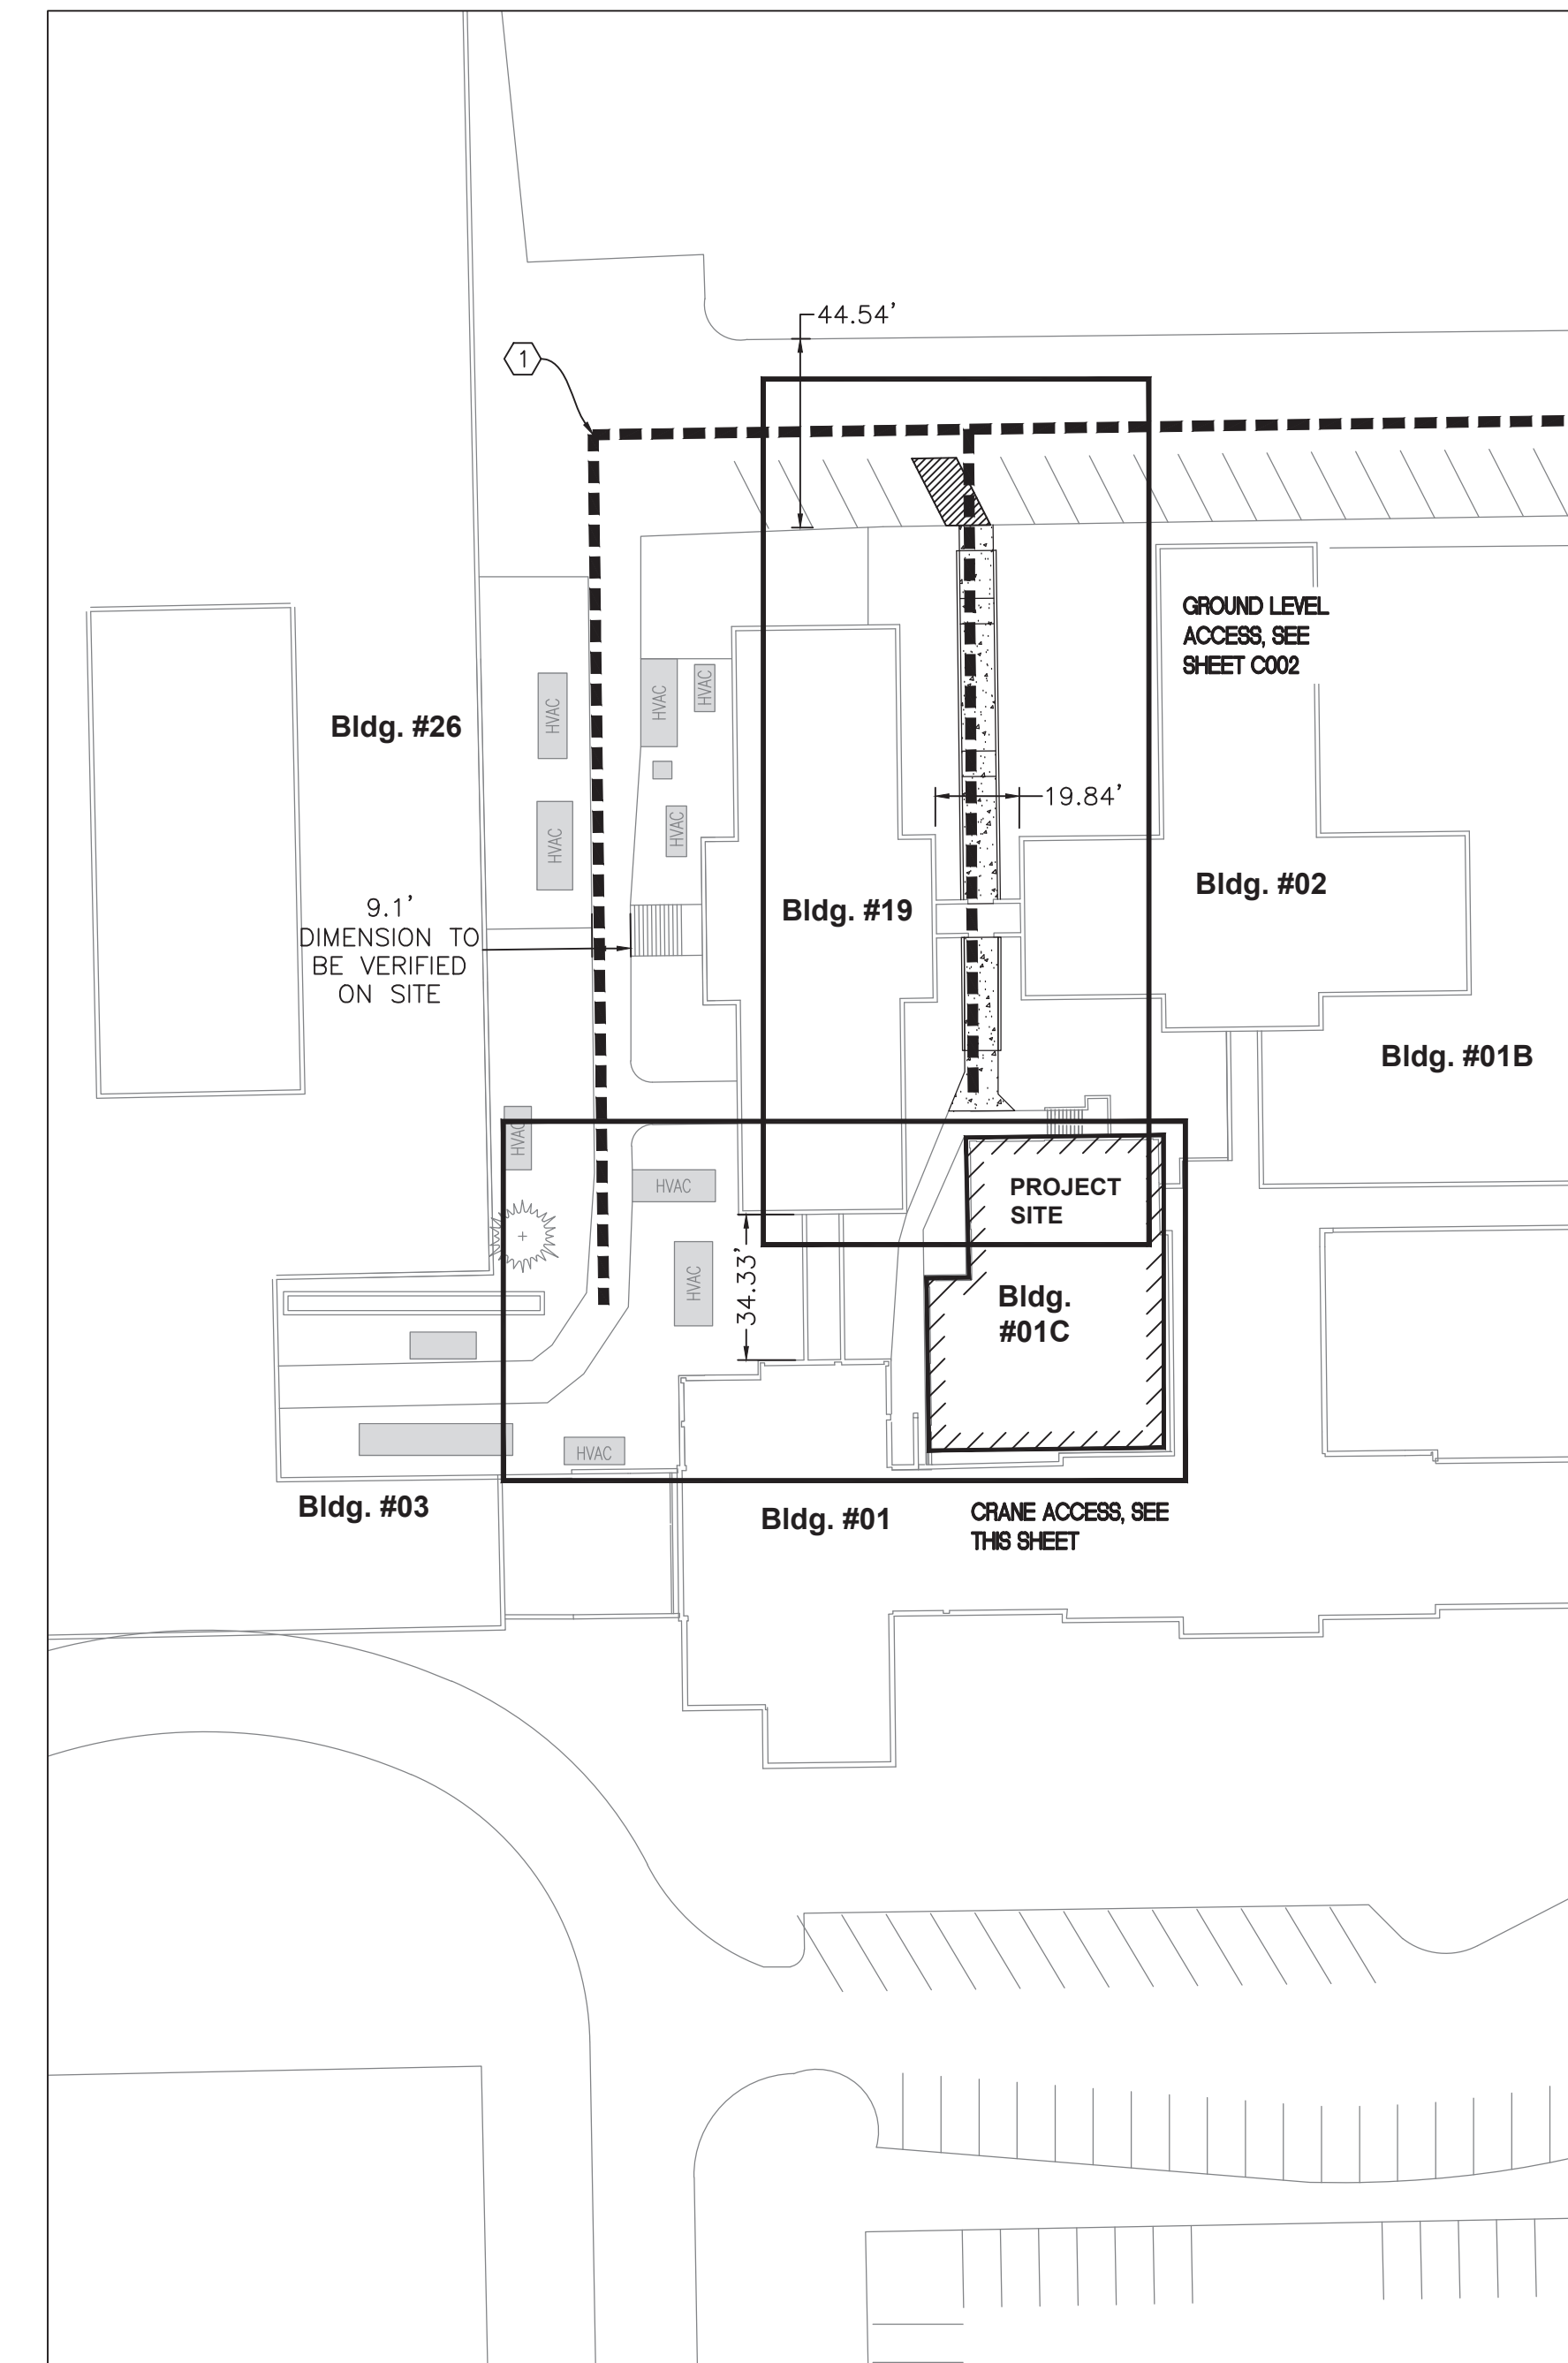 44.54’
1
GROUND LEVEL
ACCESS, SEE
SHEET C002
HVAC
HVAC
HVAC
Bldg. #26
19.84’
HVAC
HVAC
Bldg. #02
9.1’
DIMENSION TO
BE VERIFIED
ON SITE
Bldg. #19
Bldg. #01B
HVAC
HVAC
PROJECT
SITE
HVAC
34.33’
Bldg.
#01C
HVAC
Bldg. #03
Bldg. #01
CRANE ACCESS, SEE
THIS SHEET